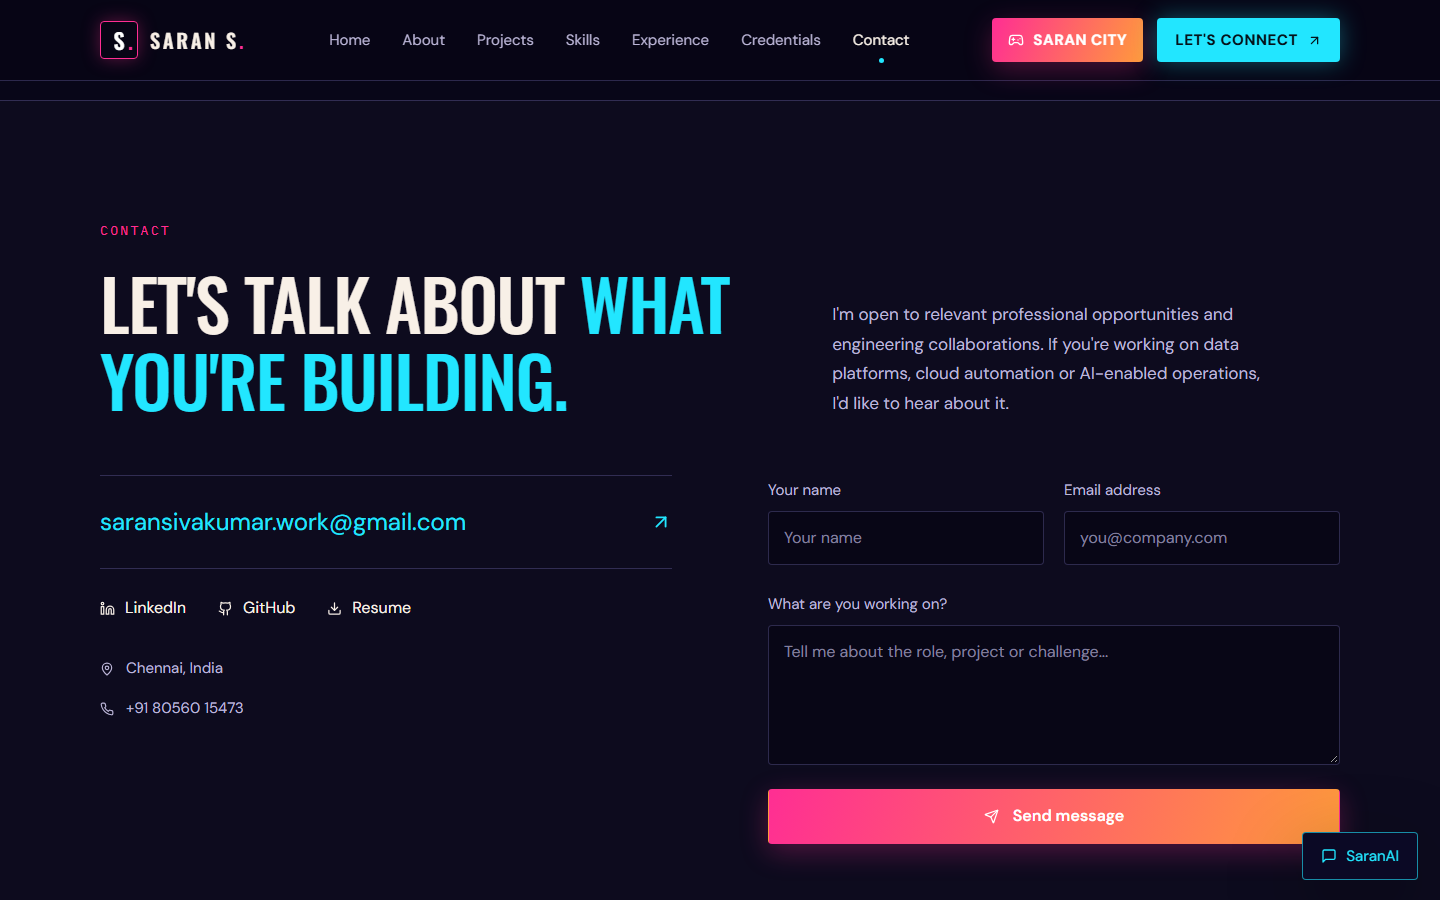 S.
SARAN S.
Home
About
Projects
Skills
Experience
Credentials
Contact
SARAN CITY
LET'S CONNECT
CONTACT
LET'S TALK ABOUT WHAT
YOU'RE BUILDING.
I'm open to relevant professional opportunities and
engineering collaborations. If you're working on data
platforms, cloud automation or AI-enabled operations,
I'd like to hear about it.
saransivakumar.work@gmail.com
LinkedIn
GitHub
Resume
Chennai, India
+91 80560 15473
Your name
Email address
Your name
you@company.com
What are you working on?
Tell me about the role, project or challenge...
Send message
SaranAI